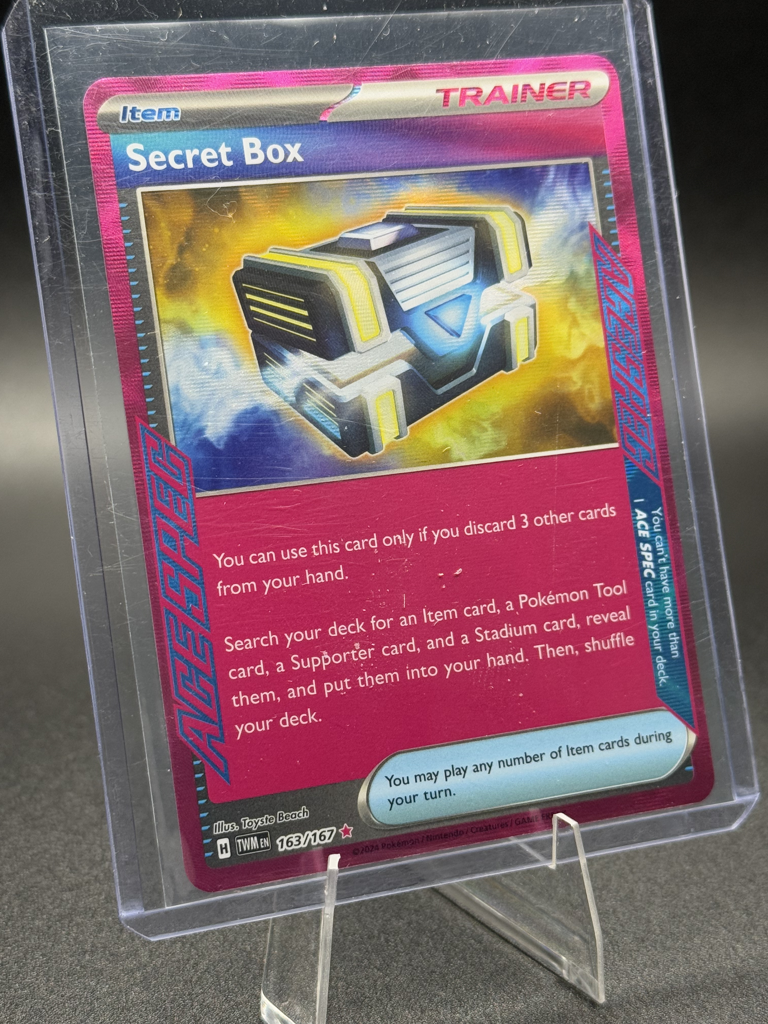 Item
TRAINER
Secret Box
ACE SPEC
You can use this card only if you discard 3 other cards
from your hand.
Search your deck for an Item card, a Pokémon Tool
card, a Supporter card, and a Stadium card, reveal
them, and put them into your hand. Then, shuffle
your deck.
ACE SPEC
You can't have more than
1 ACE SPEC card in your deck.
You may play any number of Item cards during
your turn.
Illus. Toyste Beach
H TWM EN 163/167
©2024 Pokémon / Nintendo / Creatures / GAME